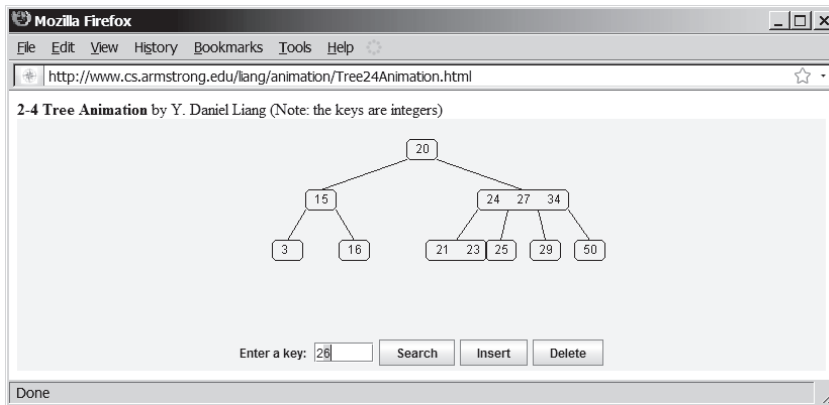 Mozilla Firefox
File Edit View History Bookmarks Tools Help
http://www.cs.armstrong.edu/liang/animation/Tree24Animation.html
2-4 Tree Animation by Y. Daniel Liang (Note: the keys are integers)
20
15 24 27 34
3 16 21 23 25 29 50
Enter a key: 26 Search Insert Delete
Done